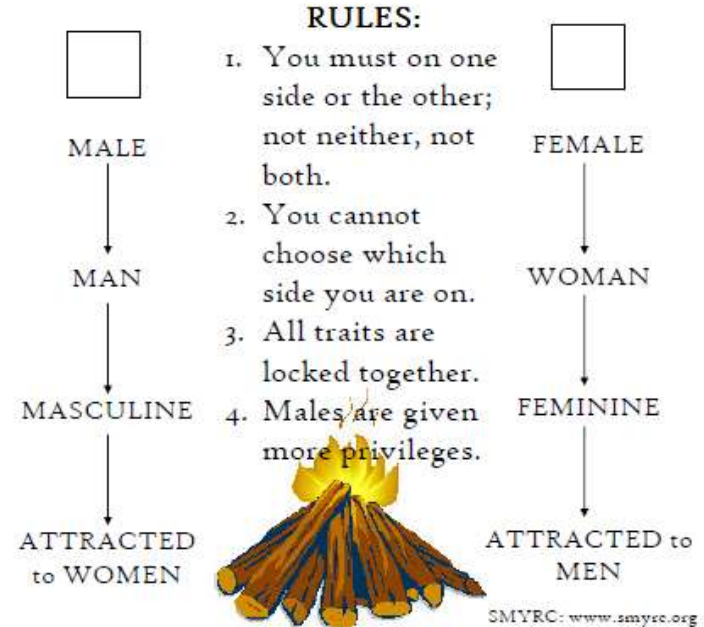 RULES:
1. You must on one
side or the other;
not neither, not
both.
2. You cannot
choose which
side you are on.
3. All traits are
locked together.
4. Males are given
more privileges.
MALE
MAN
MASCULINE
ATTRACTED
to WOMEN
FEMALE
WOMAN
FEMININE
ATTRACTED to
MEN
SMYRC: www.smyrc.org